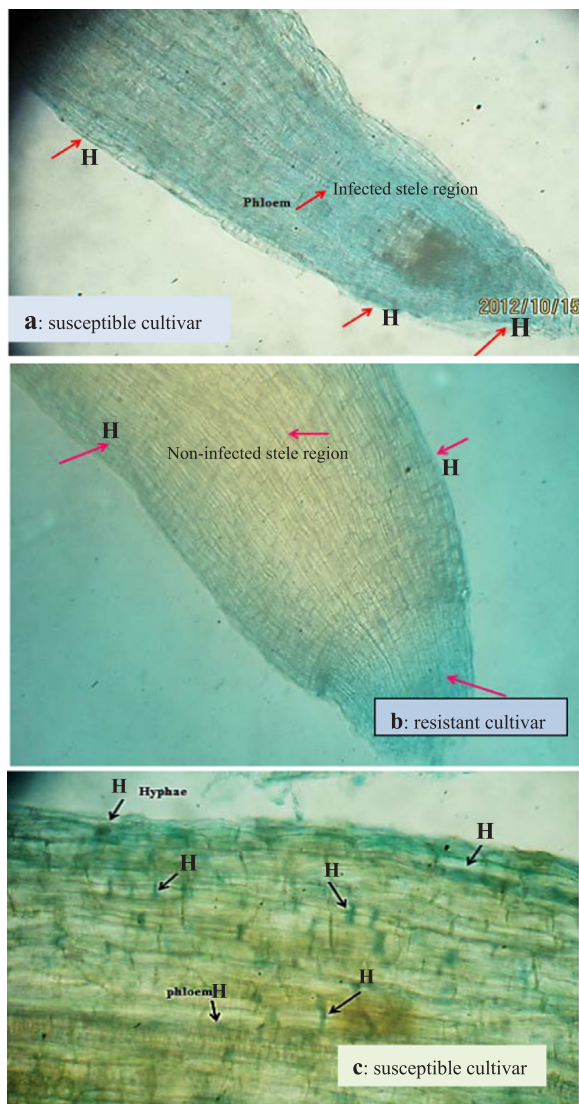 H
Infected stele region
Phloem
2012/10/15
H
H
a: susceptible cultivar
H
Non-infected stele region
H
b: resistant cultivar
H Hyphae
H
H
H.
H
phloem H
c: susceptible cultivar